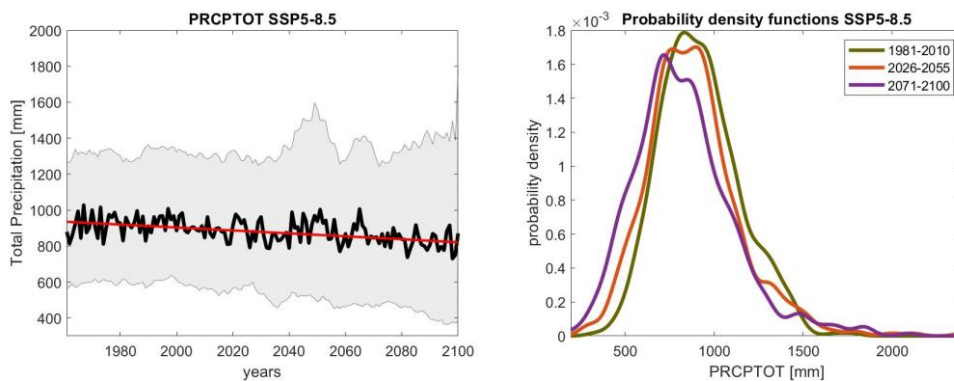 PRCPTOT SSP5-8.5
2000
1800
1600
1400
1200
1000
800
600
400
Total Precipitation [mm]
1980 2000 2020 2040 2060 2080 2100
years
Probability density functions SSP5-8.5
×10⁻³
1.8
1.6
1.4
1.2
1
0.8
0.6
0.4
0.2
0
probability density
500 1000 1500 2000
PRCPTOT [mm]
1981-2010
2026-2055
2071-2100